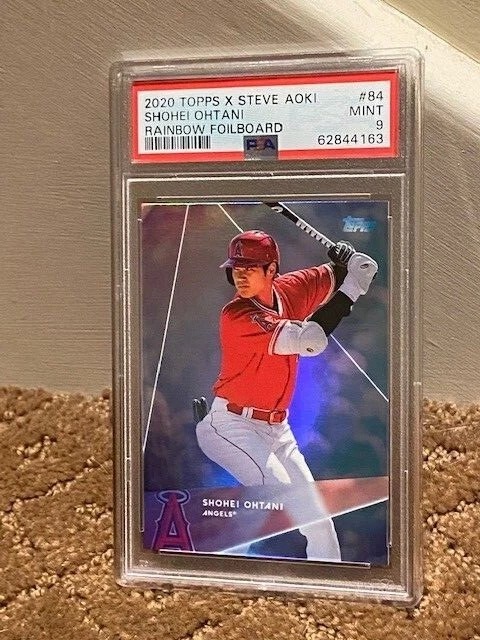 2020 TOPPS X STEVE AOKI #84
SHOHEI OHTANI MINT
RAINBOW FOILBOARD 9
PSA 62844163
Topps
A
SHOHEI OHTANI
ANGELS®
A